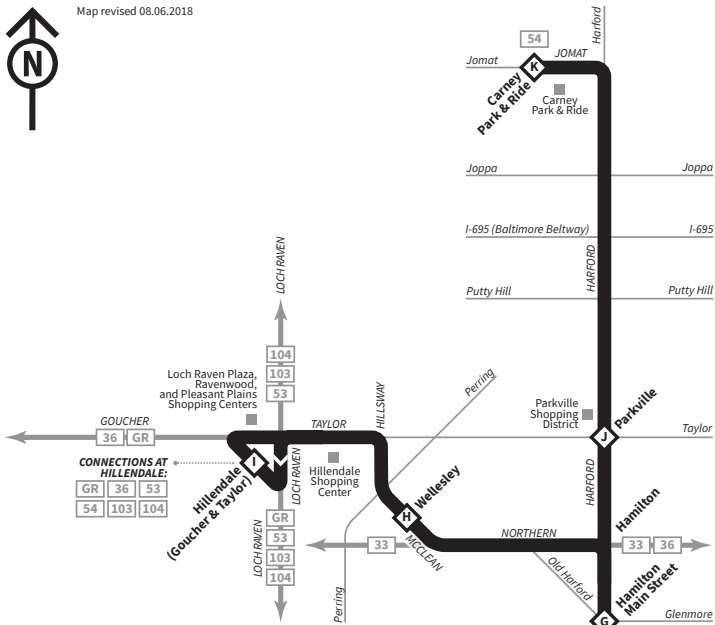 Map revised 08.06.2018
N
Harford
54
JOMAT
Jomat
K
Carney
Park & Ride
Carney
Park & Ride
Joppa
Joppa
I-695 (Baltimore Beltway)
I-695
HARFORD
Putty Hill
Putty Hill
LOCH RAVEN
104
103
53
Loch Raven Plaza,
Ravenwood,
and Pleasant Plains
Shopping Centers
Perring
HILLSWAY
Parkville
Shopping
District
Parkville
GOUCHER
36
GR
TAYLOR
J
Taylor
CONNECTIONS AT
HILLENDALE:
GR
36
53
54
103
104
I
Hillendale
(Goucher & Taylor)
LOCH RAVEN
Hillendale
Shopping
Center
Wellesley
H
HARFORD
Hamilton
LOCH RAVEN
GR
53
103
104
33
MCCLEAN
NORTHERN
33
36
Perring
Old Harford
Hamilton
Main Street
G
Glenmore